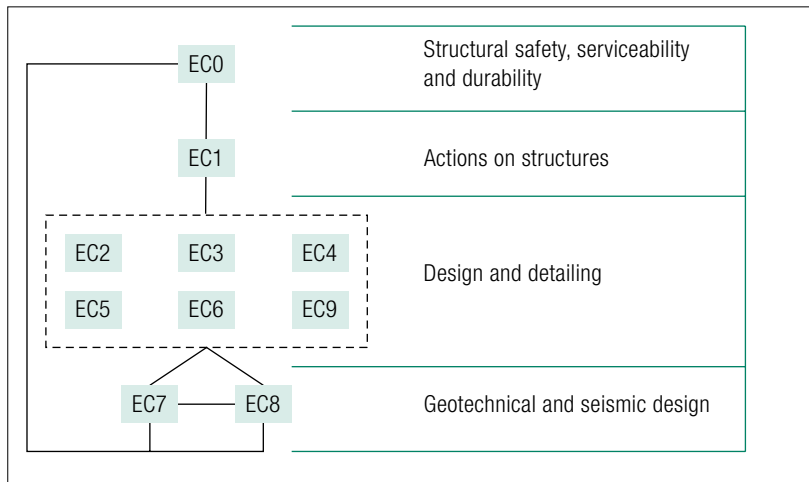 EC0
Structural safety, serviceability
and durability
EC1
Actions on structures
EC2 EC3 EC4
Design and detailing
EC5 EC6 EC9
EC7 EC8
Geotechnical and seismic design